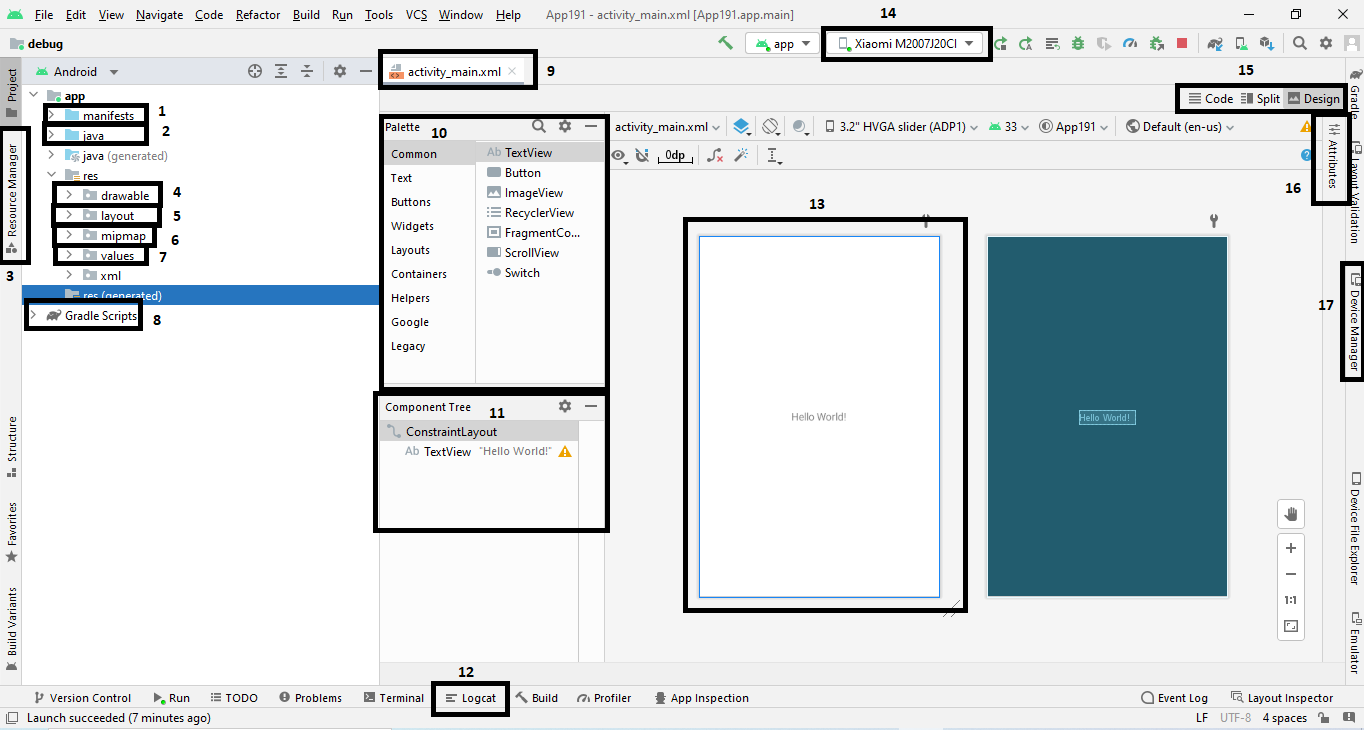 File Edit View Navigate Code Refactor Build Run Tools VCS Window Help App191 - activity_main.xml [App191.app.main]
14
debug
app
Xiaomi M2007J20CI
Project
Android
activity_main.xml
9
15
Gradle
app
Code Split Design
manifests 1
Palette 10
activity_main.xml
3.2" HVGA slider (ADP1)
33
App191
Default (en-us)
java 2
java (generated)
Common
Text
Buttons
Widgets
Layouts
Containers
Helpers
Google
Legacy
Ab TextView
Button
ImageView
RecyclerView
FragmentCo...
ScrollView
Switch
0dp
Attributes
Layout Validation
Resource Manager
res
drawable 4
layout 5
mipmap 6
values 7
3
xml
res (generated)
Gradle Scripts 8
13
16
Device Manager
17
Component Tree 11
ConstraintLayout
Ab TextView "Hello World!"
Hello World!
Hello World!
Structure
Favorites
Build Variants
1:1
Device File Explorer
Emulator
12
Version Control Run TODO Problems Terminal Logcat Build Profiler App Inspection Event Log Layout Inspector
Launch succeeded (7 minutes ago) LF UTF-8 4 spaces